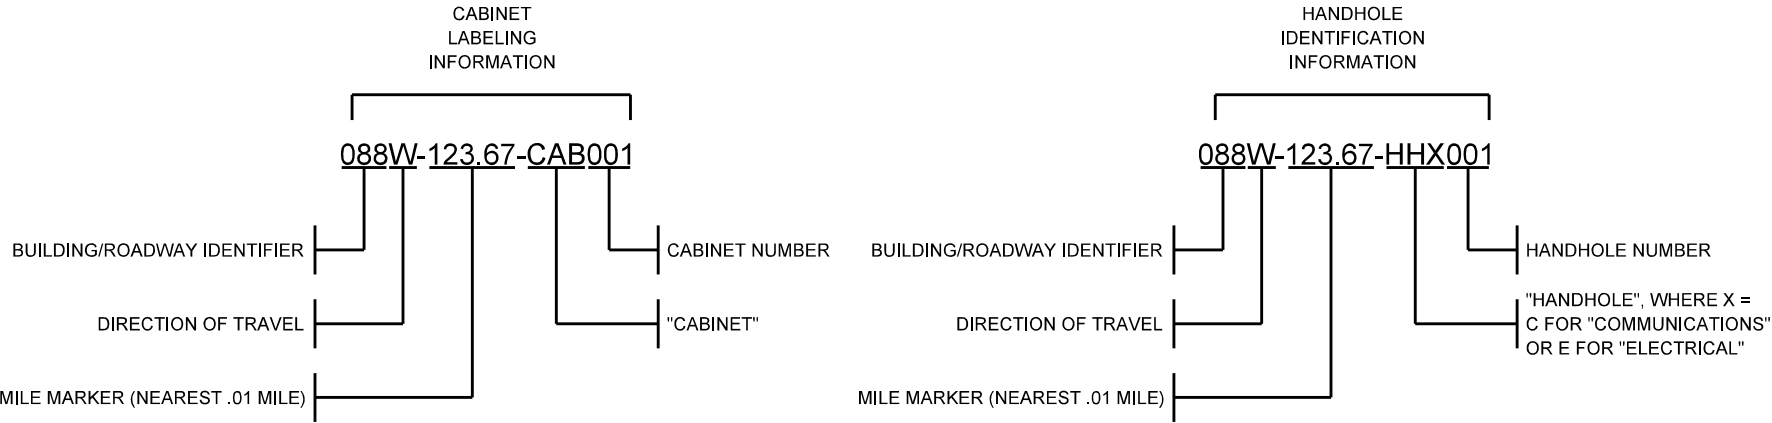 CABINET
LABELING
INFORMATION
088W-123.67-CAB001
BUILDING/ROADWAY IDENTIFIER
CABINET NUMBER
DIRECTION OF TRAVEL
"CABINET"
MILE MARKER (NEAREST .01 MILE)
HANDHOLE
IDENTIFICATION
INFORMATION
088W-123.67-HHX001
BUILDING/ROADWAY IDENTIFIER
HANDHOLE NUMBER
DIRECTION OF TRAVEL
"HANDHOLE", WHERE X =
C FOR "COMMUNICATIONS"
OR E FOR "ELECTRICAL"
MILE MARKER (NEAREST .01 MILE)